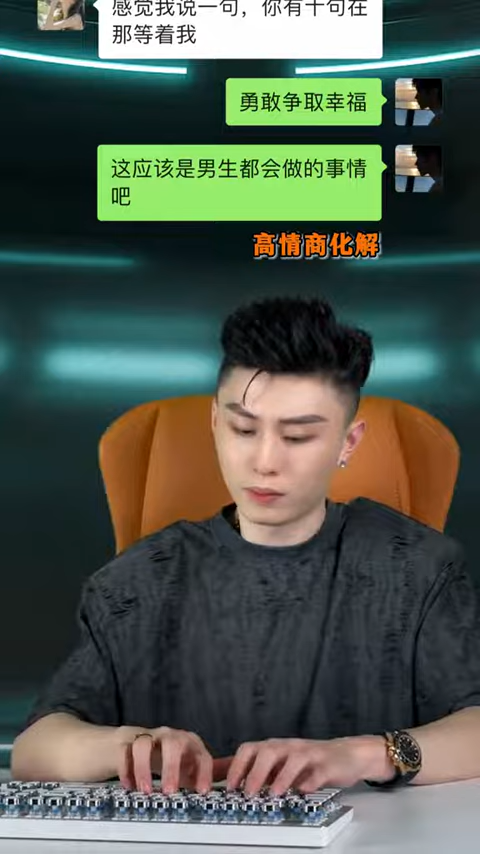 感觉我说一句，你有十句在
那等着我
勇敢争取幸福
这应该是男生都会做的事情
吧
高情商化解